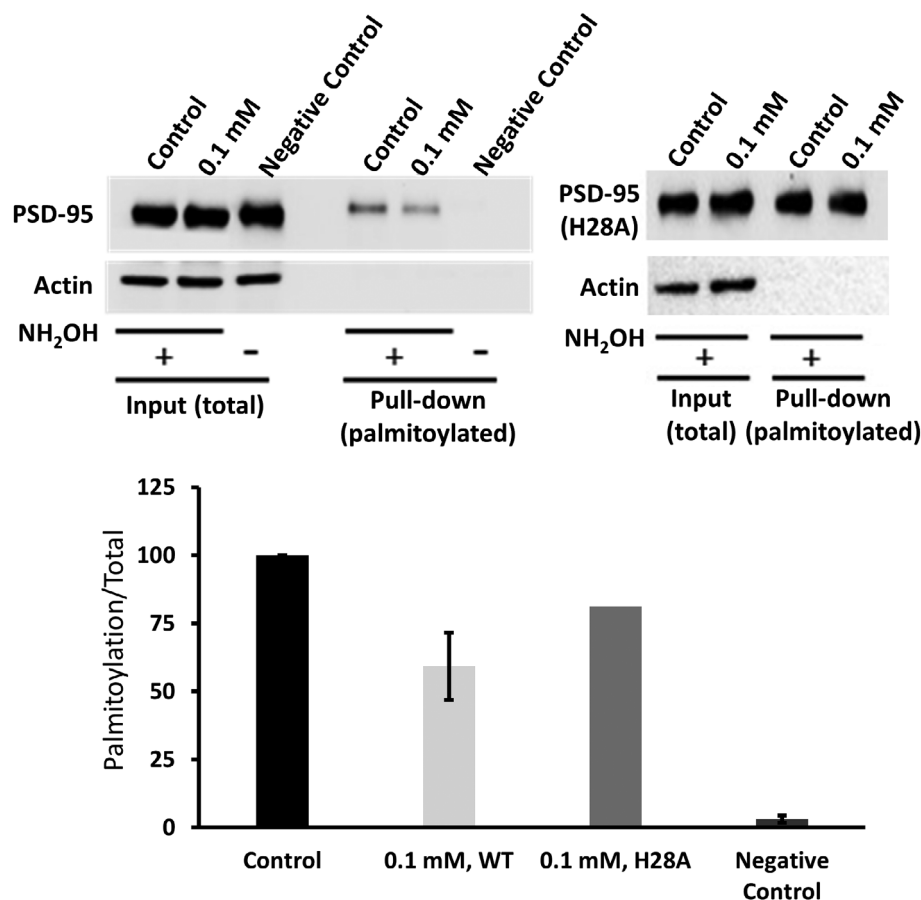 Control
0.1 mM
Negative Control
Control
0.1 mM
Negative Control
PSD-95
Actin
NH₂OH
+
-
+
-
Input (total)
Pull-down
(palmitoylated)
Control
0.1 mM
Control
0.1 mM
PSD-95
(H28A)
Actin
NH₂OH
+
+
Input
(total)
Pull-down
(palmitoylated)
Palmitoylation/Total
125
100
75
50
25
0
Control
0.1 mM, WT
0.1 mM, H28A
Negative
Control